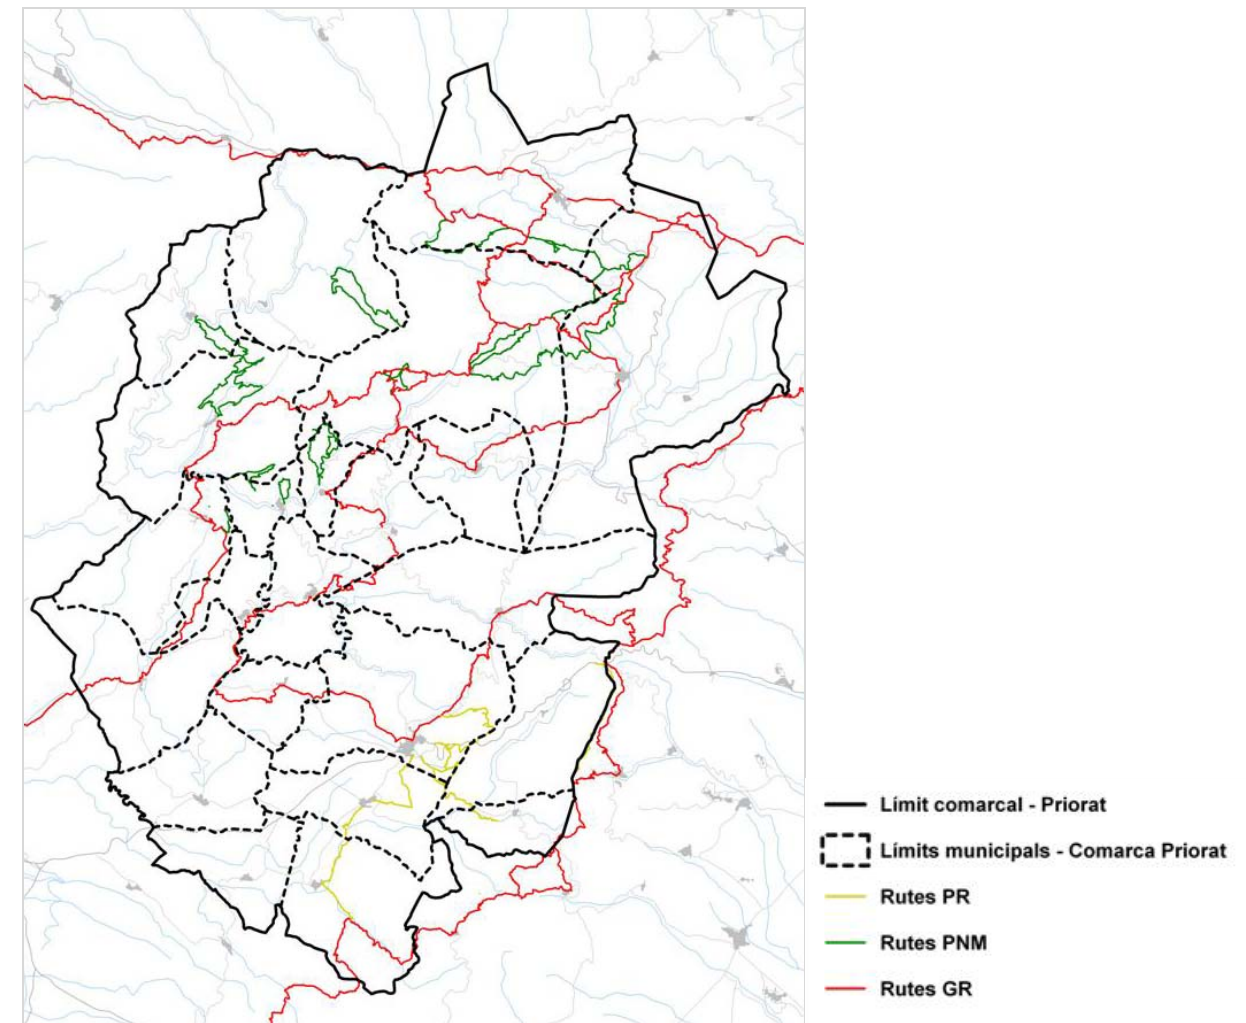 Límit comarcal - Priorat
Límits municipals - Comarca Priorat
Rutes PR
Rutes PNM
Rutes GR